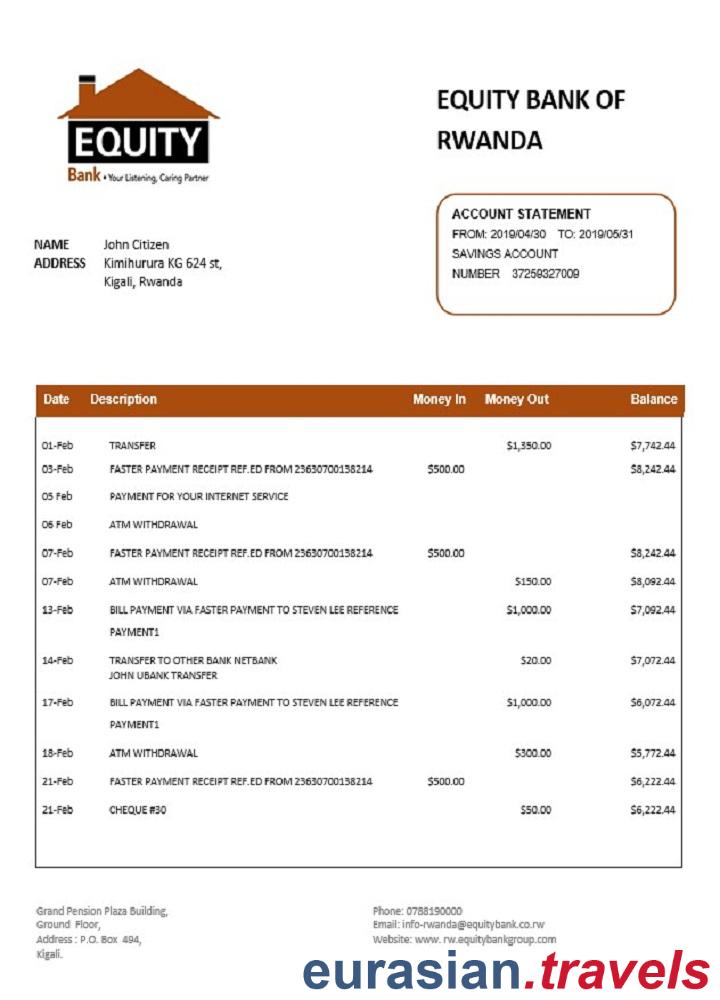 EQUITY
Bank • Your Listening, Caring Partner
EQUITY BANK OF
RWANDA
ACCOUNT STATEMENT
FROM: 2019/04/30 TO: 2019/05/31
SAVINGS ACCOUNT
NUMBER 37259327009
NAME John Citizen
ADDRESS Kimihurura KG 624 st,
Kigali, Rwanda
Date Description Money In Money Out Balance
01-Feb TRANSFER $1,350.00 $7,742.44
03-Feb FASTER PAYMENT RECEIPT REF.ED FROM 23630700138214 $500.00 $8,242.44
05 Feb PAYMENT FOR YOUR INTERNET SERVICE
06 Feb ATM WITHDRAWAL
07-Feb FASTER PAYMENT RECEIPT REF.ED FROM 23630700138214 $500.00 $8,242.44
07-Feb ATM WITHDRAWAL $150.00 $8,092.44
13-Feb BILL PAYMENT VIA FASTER PAYMENT TO STEVEN LEE REFERENCE $1,000.00 $7,092.44
PAYMENT1
14-Feb TRANSFER TO OTHER BANK NETBANK $20.00 $7,072.44
JOHN UBANK TRANSFER
17-Feb BILL PAYMENT VIA FASTER PAYMENT TO STEVEN LEE REFERENCE $1,000.00 $6,072.44
PAYMENT1
18-Feb ATM WITHDRAWAL $300.00 $5,772.44
21-Feb FASTER PAYMENT RECEIPT REF.ED FROM 23630700138214 $500.00 $6,222.44
21-Feb CHEQUE #30 $50.00 $6,222.44
Grand Pension Plaza Building,
Ground Floor,
Address : P.O. Box 494,
Kigali.
Phone: 0788190000
Email: info-rwanda@equitybank.co.rw
Website: www. rw.equitybankgroup.com
eurasian.travels